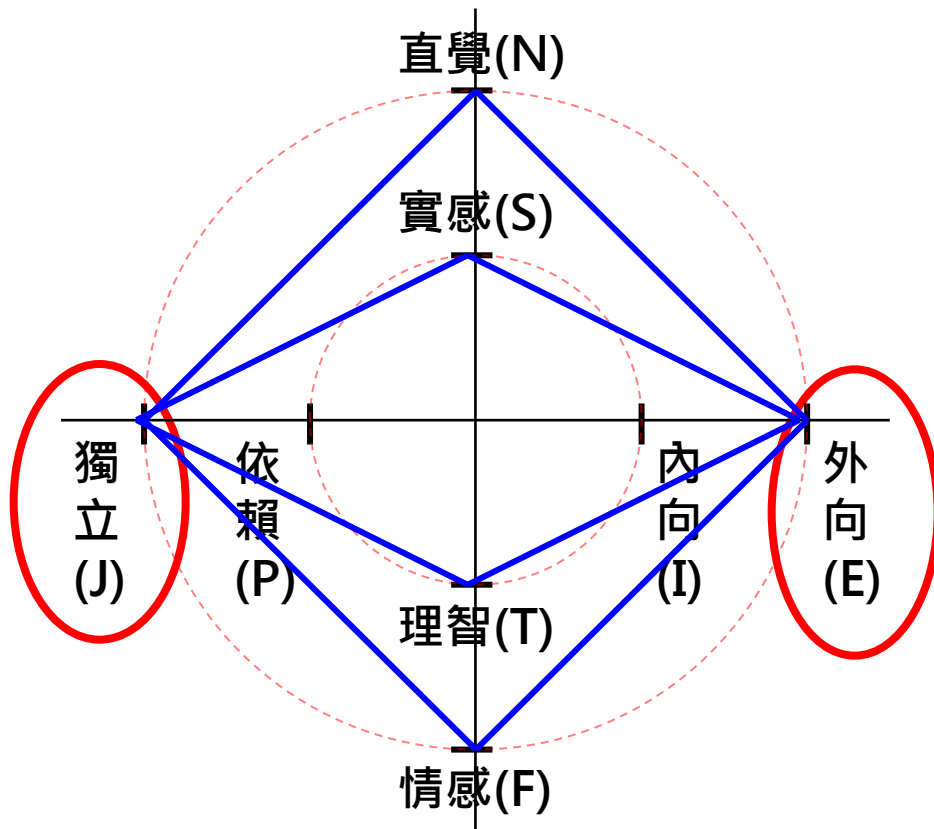 直覺(N)
實感(S)
獨
立
(J)
依
賴
(P)
內
向
(I)
外
向
(E)
理智(T)
情感(F)